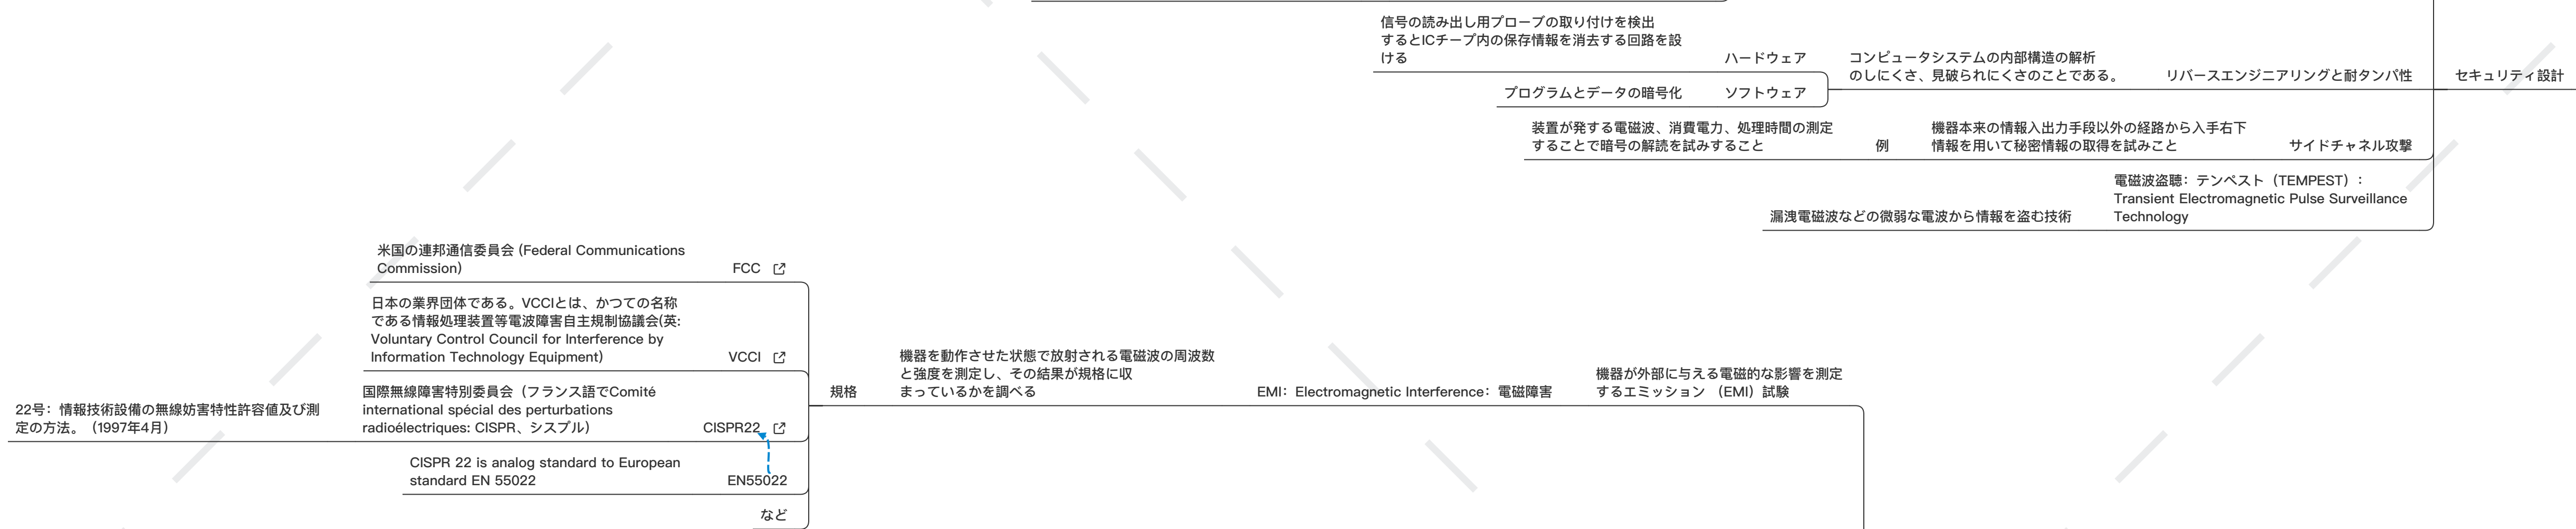 信号の読み出し用プローブの取り付けを検出
するとICチープ内の保存情報を消去する回路を設
ける
ハードウェア
プログラムとデータの暗号化
ソフトウェア
コンピュータシステムの内部構造の解析
のしにくさ、見破られにくさのことである。
リバースエンジニアリングと耐タンパ性
セキュリティ設計
装置が発する電磁波、消費電力、処理時間の測定
することで暗号の解読を試みすること
例
機器本来の情報入出力手段以外の経路から入手右下
情報を用いて秘密情報の取得を試みこと
サイドチャネル攻撃
漏洩電磁波などの微弱な電波から情報を盗む技術
電磁波盗聴：テンペスト（TEMPEST）：
Transient Electromagnetic Pulse Surveillance
Technology
米国の連邦通信委員会 (Federal Communications
Commission)
FCC
日本の業界団体である。VCCIとは、かつての名称
である情報処理装置等電波障害自主規制協議会(英:
Voluntary Control Council for Interference by
Information Technology Equipment)
VCCI
22号：情報技術設備の無線妨害特性許容値及び測
定の方法。（1997年4月）
国際無線障害特別委員会（フランス語でComité
international spécial des perturbations
radioélectriques: CISPR、シスプル）
CISPR22
CISPR 22 is analog standard to European
standard EN 55022
EN55022
など
規格
機器を動作させた状態で放射される電磁波の周波数
と強度を測定し、その結果が規格に収
まっているかを調べる
EMI：Electromagnetic Interference：電磁障害
機器が外部に与える電磁的な影響を測定
するエミッション （EMI）試験